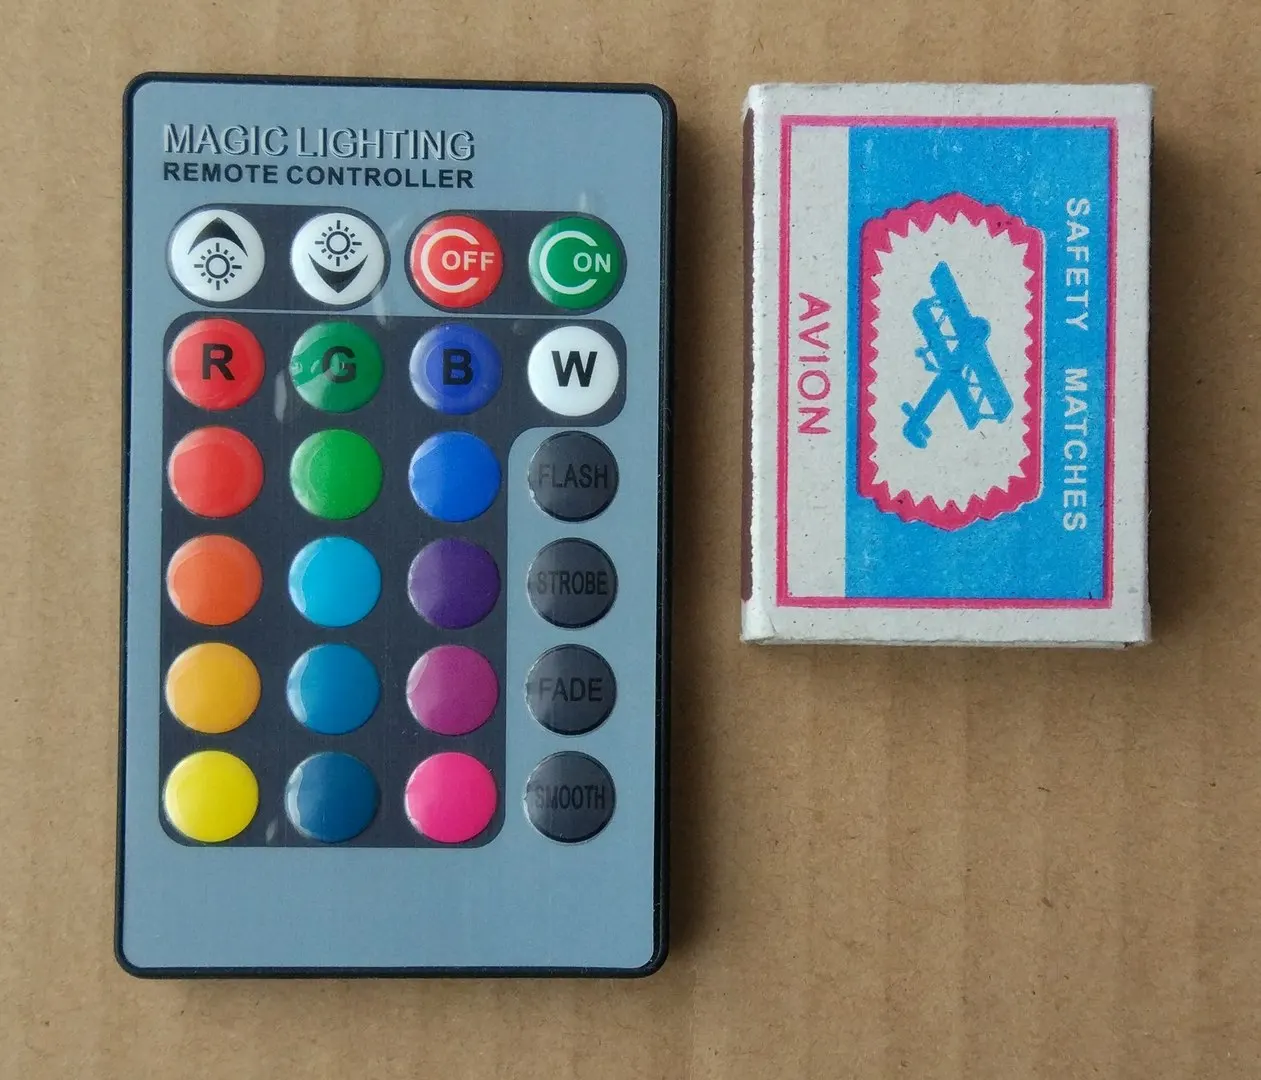 MAGIC LIGHTING
REMOTE CONTROLLER
OFF
ON
R
G
B
W
FLASH
STROBE
FADE
SMOOTH
SAFETY MATCHES
AVION